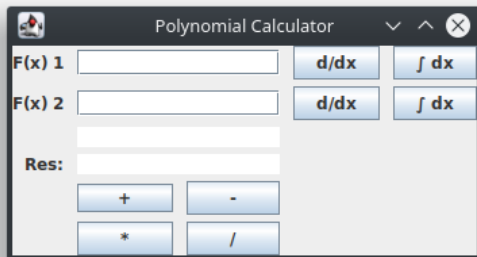 Polynomial Calculator
F(x) 1 d/dx ∫ dx
F(x) 2 d/dx ∫ dx
Res:
+ -
* /